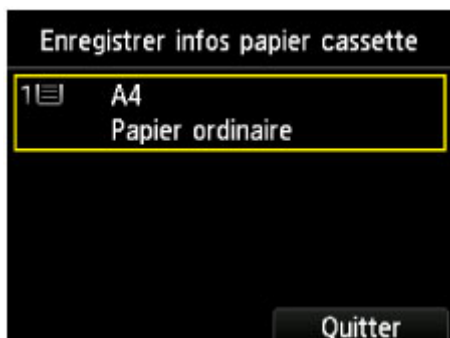 Enregistrer infos papier cassette
1 A4
Papier ordinaire
Quitter